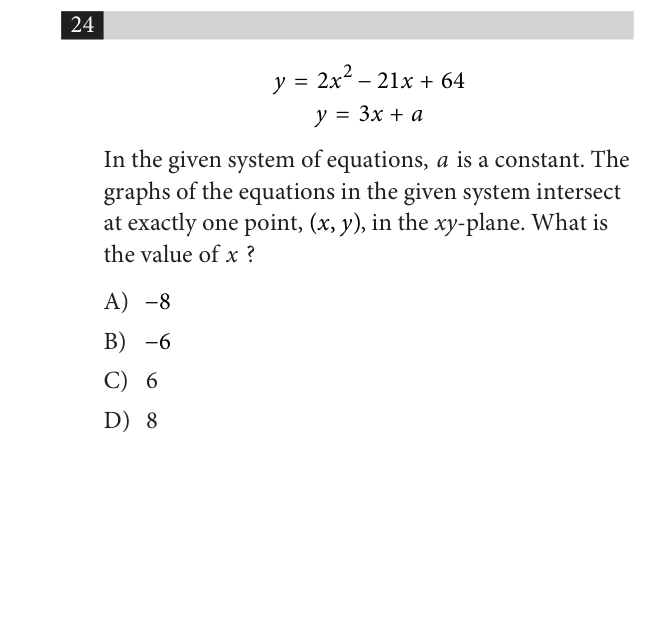 24
y = 2x² – 21x + 64
y = 3x + a
In the given system of equations, a is a constant. The
graphs of the equations in the given system intersect
at exactly one point, (x, y), in the xy-plane. What is
the value of x ?
A) –8
B) –6
C) 6
D) 8